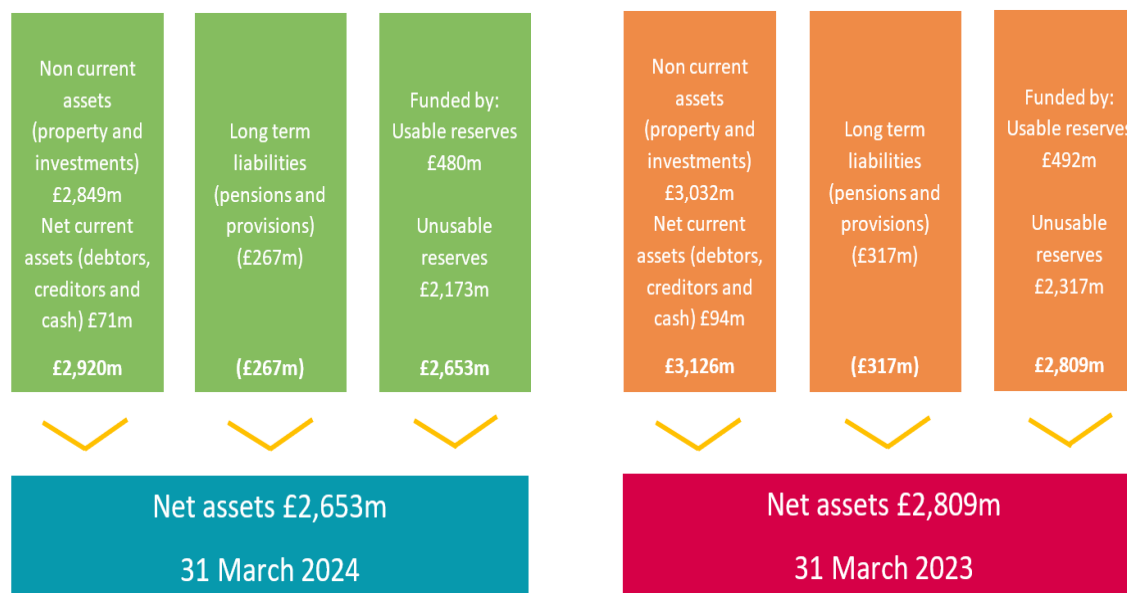 Non current
assets
(property and
investments)
£2,849m
Net current
assets (debtors,
creditors and
cash) £71m
£2,920m
Long term
liabilities
(pensions and
provisions)
(£267m)
(£267m)
Funded by:
Usable reserves
£480m
Unusable
reserves
£2,173m
£2,653m
Net assets £2,653m
31 March 2024
Non current
assets
(property and
investments)
£3,032m
Net current
assets (debtors,
creditors and
cash) £94m
£3,126m
Long term
liabilities
(pensions and
provisions)
(£317m)
(£317m)
Funded by:
Usable reserves
£492m
Unusable
reserves
£2,317m
£2,809m
Net assets £2,809m
31 March 2023